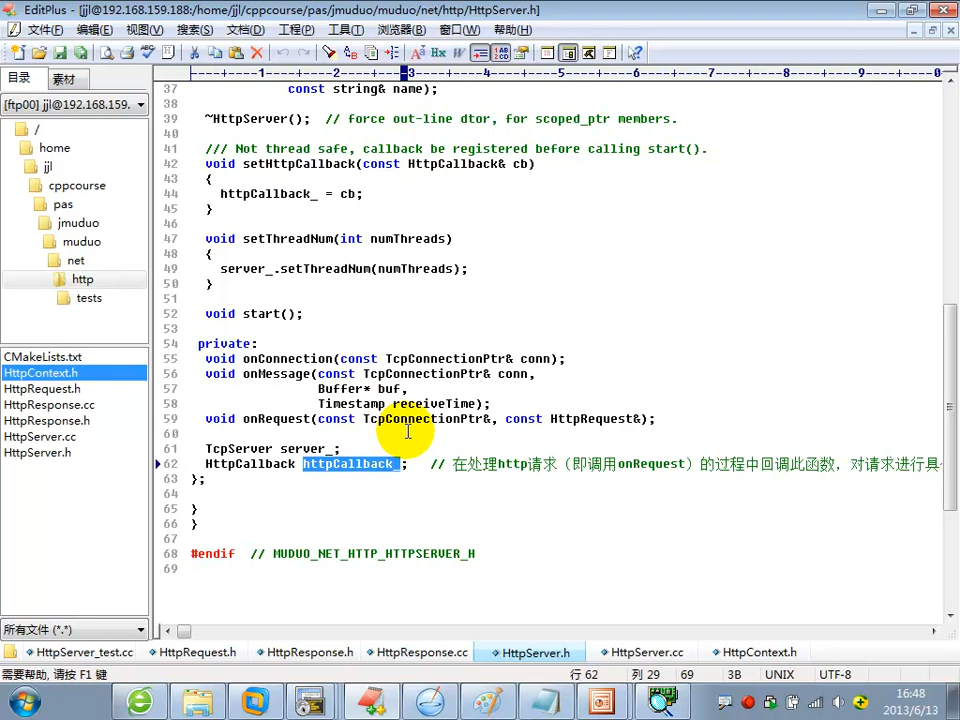 EditPlus - [jjl@192.168.159.188:/home/jjl/cppcourse/pas/jmuduo/muduo/net/http/HttpServer.h]
文件(F) 编辑(E) 视图(V) 搜索(S) 文档(D) 工程(P) 工具(T) 浏览器(B) 窗口(W) 帮助(H)
目录 素材
----+----1----+----2----+----3----+----4----+----5----+----6----+----7----+----8----+----9----+----0
[ftp00] jjl@192.168.159.
/
home
jjl
cppcourse
pas
jmuduo
muduo
net
http
tests
CMakeLists.txt
HttpContext.h
HttpRequest.h
HttpResponse.cc
HttpResponse.h
HttpServer.cc
HttpServer.h
所有文件 (*.*)
37 const string& name);
38
39 ~HttpServer(); // force out-line dtor, for scoped_ptr members.
40
41 /// Not thread safe, callback be registered before calling start().
42 void setHttpCallback(const HttpCallback& cb)
43 {
44 httpCallback_ = cb;
45 }
46
47 void setThreadNum(int numThreads)
48 {
49 server_.setThreadNum(numThreads);
50 }
51
52 void start();
53
54 private:
55 void onConnection(const TcpConnectionPtr& conn);
56 void onMessage(const TcpConnectionPtr& conn,
57 Buffer* buf,
58 Timestamp receiveTime);
59 void onRequest(const TcpConnectionPtr&, const HttpRequest&);
60
61 TcpServer server_;
62 HttpCallback httpCallback_; // 在处理http请求（即调用onRequest）的过程中回调此函数，对请求进行具
63 };
64
65 }
66 }
67
68 #endif // MUDUO_NET_HTTP_HTTPSERVER_H
69
HttpServer_test.cc HttpRequest.h HttpResponse.h HttpResponse.cc HttpServer.h HttpServer.cc HttpContext.h
需要帮助, 请按 F1 键 行 62 列 29 69 3B UNIX UTF-8
16:48
2013/6/13